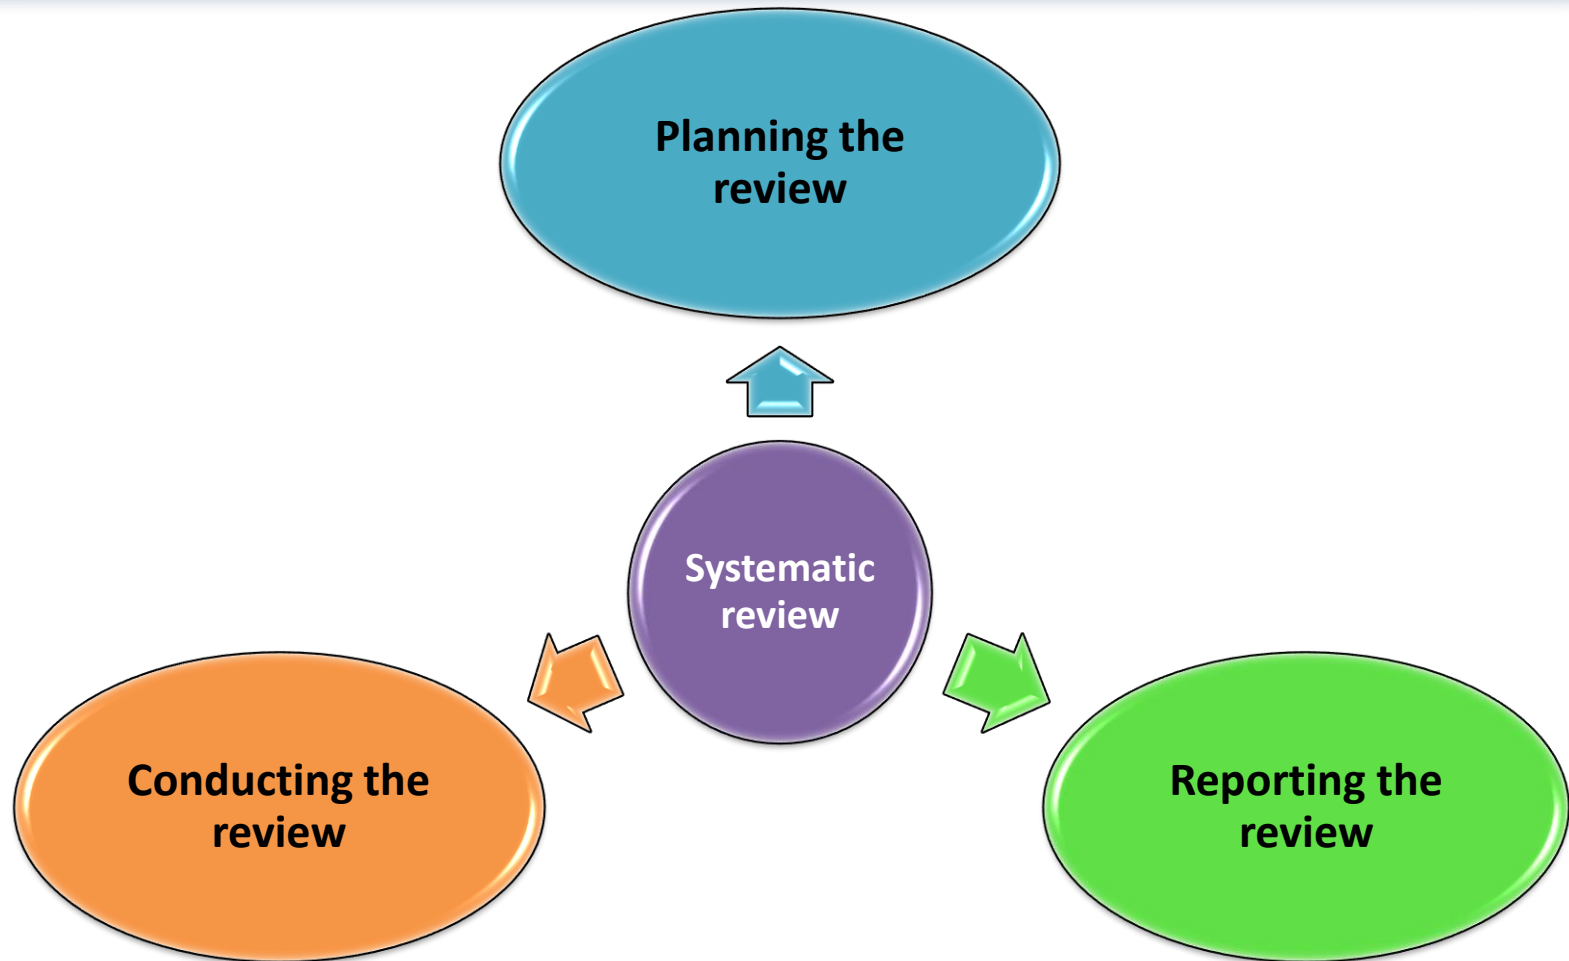 Planning the
review
Systematic
review
Conducting the
review
Reporting the
review